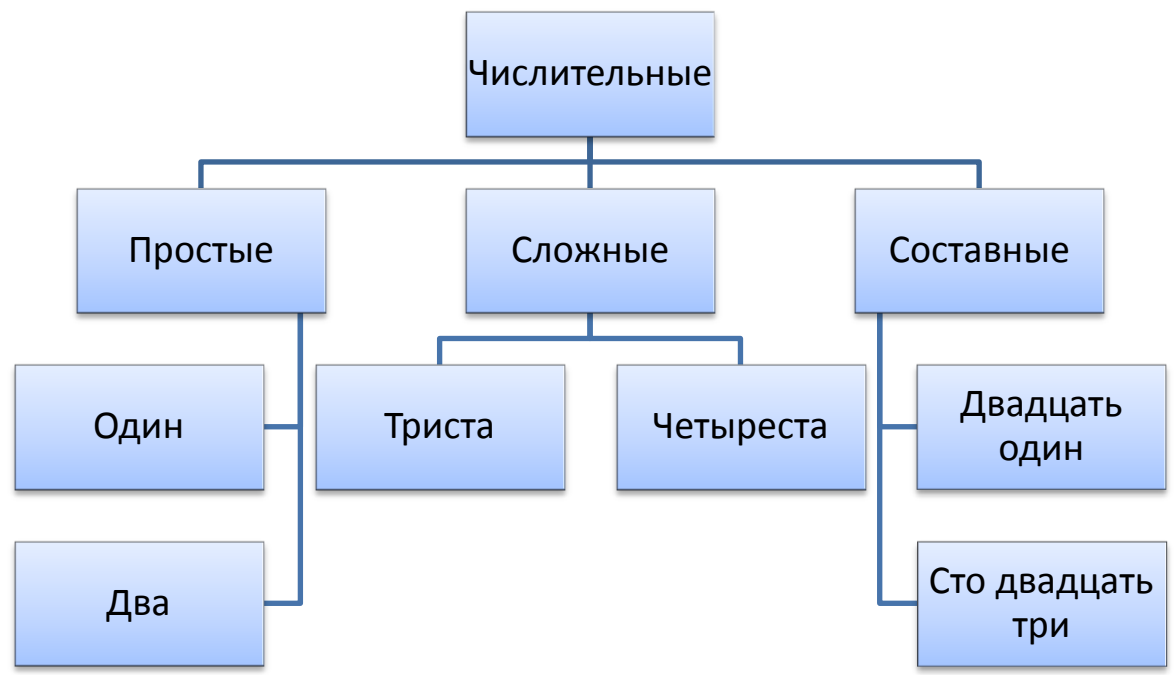 Числительные
Простые
Сложные
Составные
Один
Триста
Четыреста
Двадцать
один
Два
Сто двадцать
три